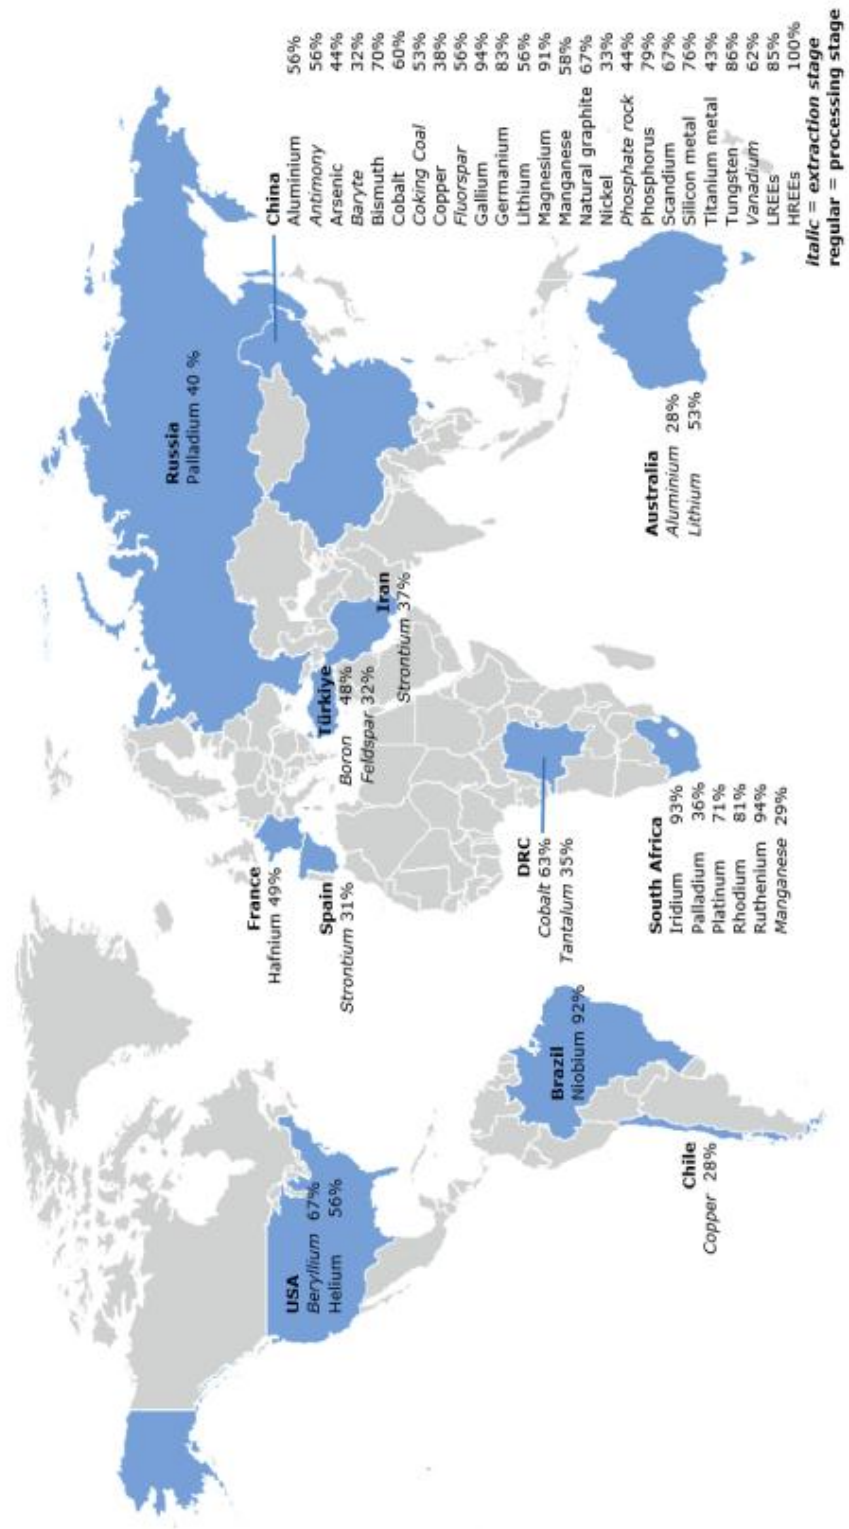 USA
Beryllium 67%
Helium 56%
France
Hafnium 49%
Spain
Strontium 31%
Russia
Palladium 40 %
Türkiye
Boron 48%
Feldspar 32%
Iran
Strontium 37%
Chile
Copper 28%
Brazil
Niobium 92%
DRC
Cobalt 63%
Tantalum 35%
South Africa
Iridium 93%
Palladium 36%
Platinum 71%
Rhodium 81%
Ruthenium 94%
Manganese 29%
Australia
Aluminium 28%
Lithium 53%
China
Aluminium 56%
Antimony 56%
Arsenic 44%
Baryte 32%
Bismuth 70%
Cobalt 60%
Coking Coal 53%
Copper 38%
Fluorspar 56%
Gallium 94%
Germanium 83%
Lithium 56%
Magnesium 91%
Manganese 58%
Natural graphite 67%
Nickel 33%
Phosphate rock 44%
Phosphorus 79%
Scandium 67%
Silicon metal 76%
Titanium metal 43%
Tungsten 86%
Vanadium 62%
LREEs 85%
HREEs 100%
italic = extraction stage
regular = processing stage